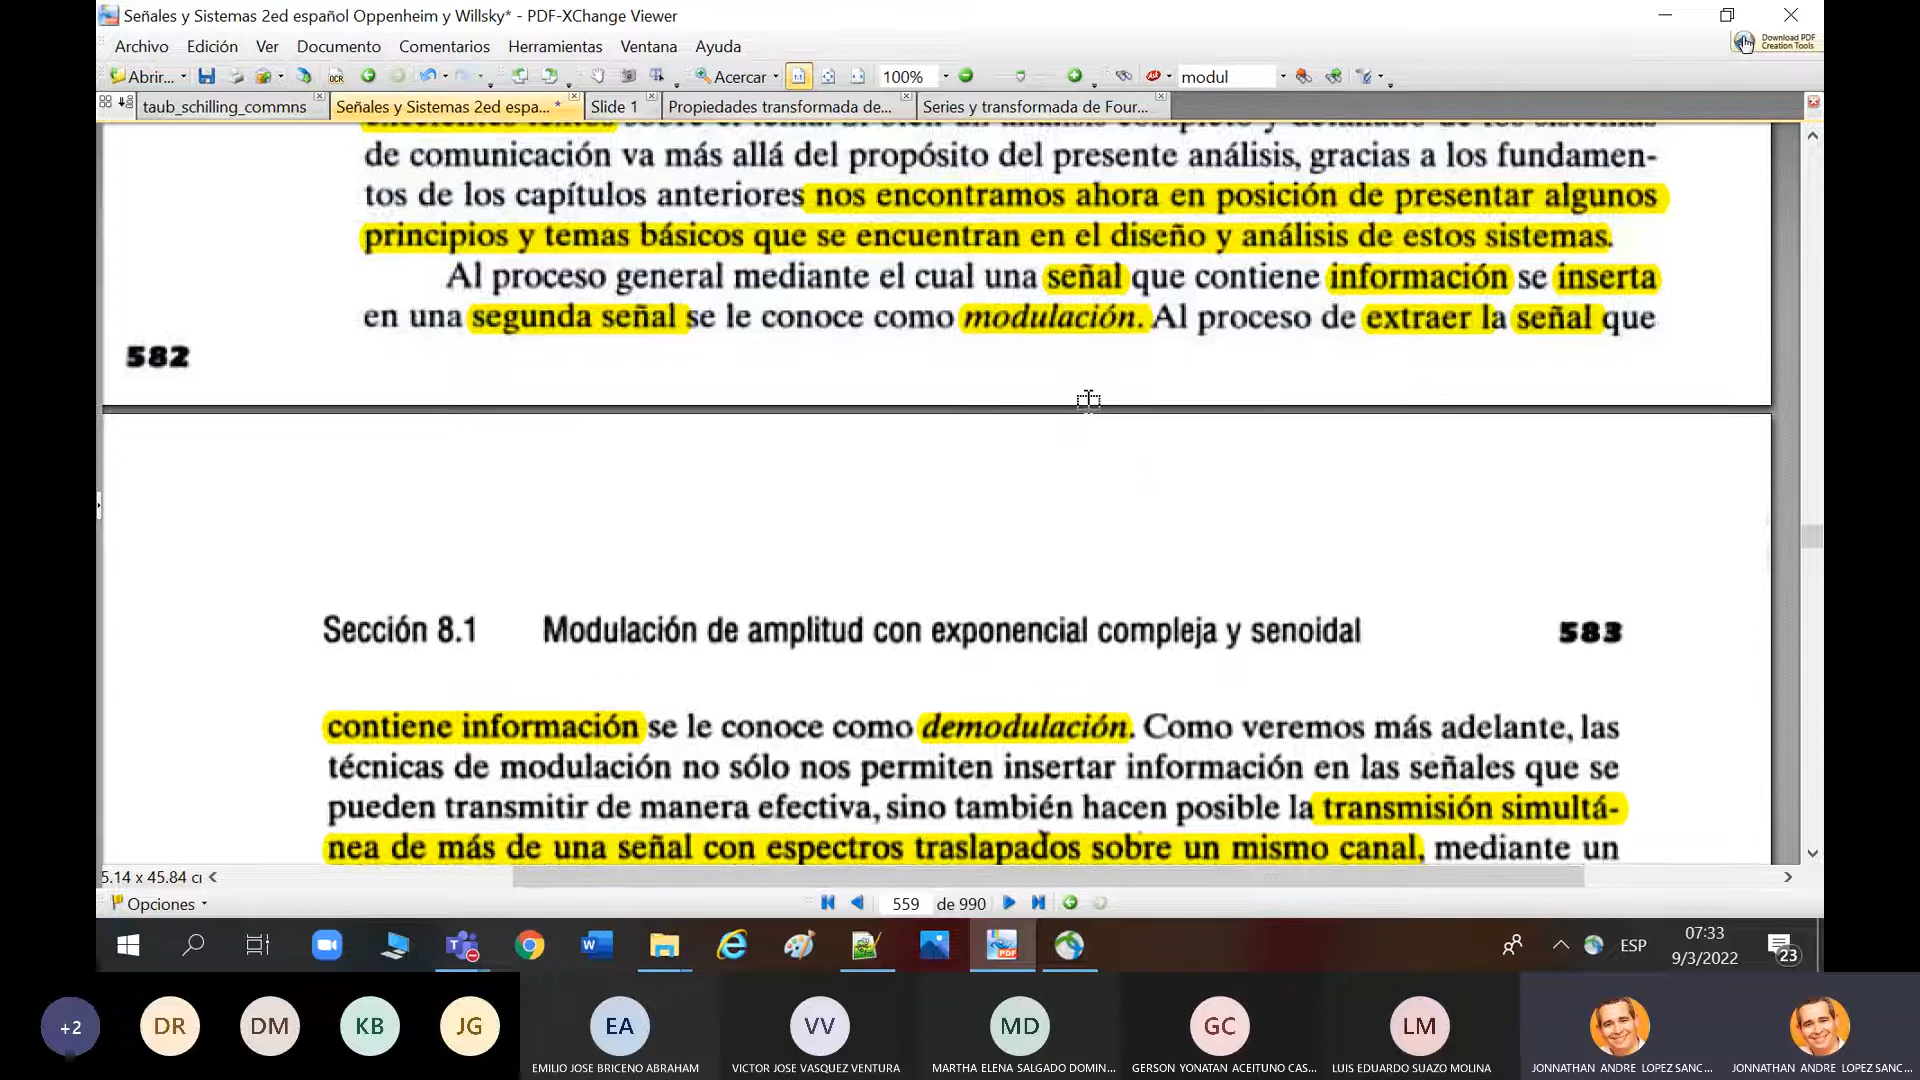 Señales y Sistemas 2ed español Oppenheim y Willsky* - PDF-XChange Viewer
Archivo Edición Ver Documento Comentarios Herramientas Ventana Ayuda
Download PDF
Creation Tools
Abrir... OCR Acercar 100% modul
taub_schilling_commns Señales y Sistemas 2ed espa... * Slide 1 Propiedades transformada de... Series y transformada de Four...
de comunicación va más allá del propósito del presente análisis, gracias a los fundamen-
tos de los capítulos anteriores nos encontramos ahora en posición de presentar algunos
principios y temas básicos que se encuentran en el diseño y análisis de estos sistemas.
Al proceso general mediante el cual una señal que contiene información se inserta
en una segunda señal se le conoce como modulación. Al proceso de extraer la señal que
582
Sección 8.1 Modulación de amplitud con exponencial compleja y senoidal 583
contiene información se le conoce como demodulación. Como veremos más adelante, las
técnicas de modulación no sólo nos permiten insertar información en las señales que se
pueden transmitir de manera efectiva, sino también hacen posible la transmisión simultá-
nea de más de una señal con espectros traslapados sobre un mismo canal, mediante un
5.14 x 45.84 ci
Opciones 559 de 990
ESP 07:33
9/3/2022 23
+2 DR DM KB JG EA VV MD GC LM
EMILIO JOSE BRICENO ABRAHAM VICTOR JOSE VASQUEZ VENTURA MARTHA ELENA SALGADO DOMIN... GERSON YONATAN ACEITUNO CAS... LUIS EDUARDO SUAZO MOLINA JONNATHAN ANDRE LOPEZ SANC... JONNATHAN ANDRE LOPEZ SANC...